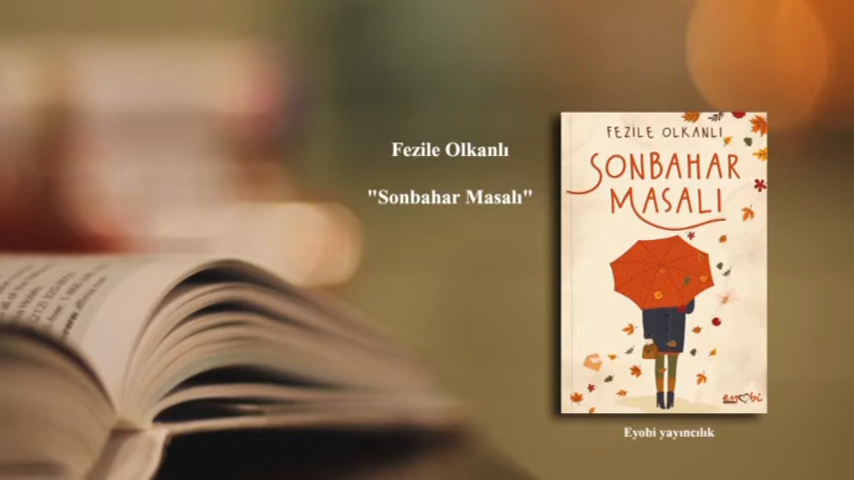 Fezile Olkanlı
"Sonbahar Masalı"
FEZİLE OLKANLI
SONBAHAR
MASALI
eyobi
Eyobi yayıncılık